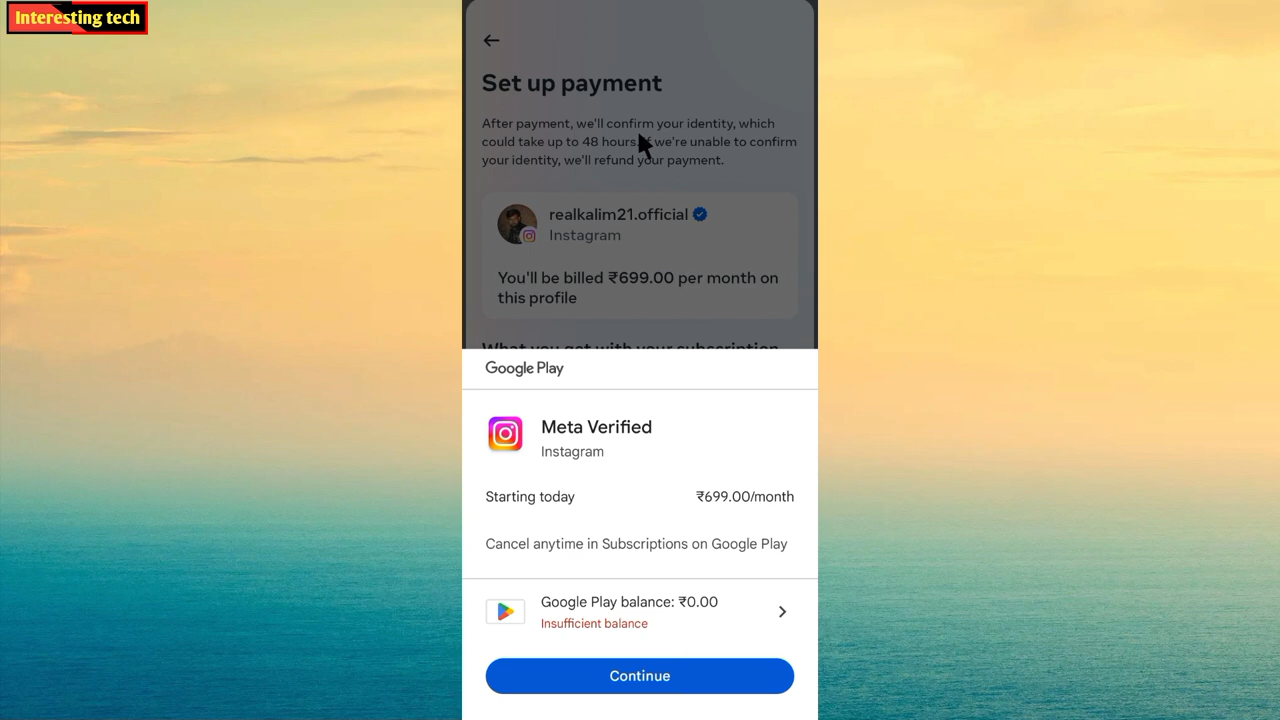 Interesting tech
Set up payment
After payment, we'll confirm your identity, which
could take up to 48 hours. If we're unable to confirm
your identity, we'll refund your payment.
realkalim21.official
Instagram
You'll be billed ₹699.00 per month on
this profile
What you get with your subscription
Google Play
Meta Verified
Instagram
Starting today ₹699.00/month
Cancel anytime in Subscriptions on Google Play
Google Play balance: ₹0.00
Insufficient balance
Continue